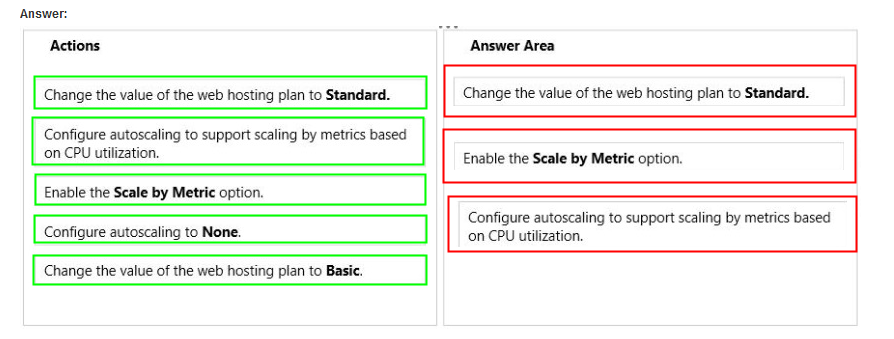 Answer:
Actions
Change the value of the web hosting plan to Standard.
Configure autoscaling to support scaling by metrics based
on CPU utilization.
Enable the Scale by Metric option.
Configure autoscaling to None.
Change the value of the web hosting plan to Basic.
Answer Area
Change the value of the web hosting plan to Standard.
Enable the Scale by Metric option.
Configure autoscaling to support scaling by metrics based
on CPU utilization.